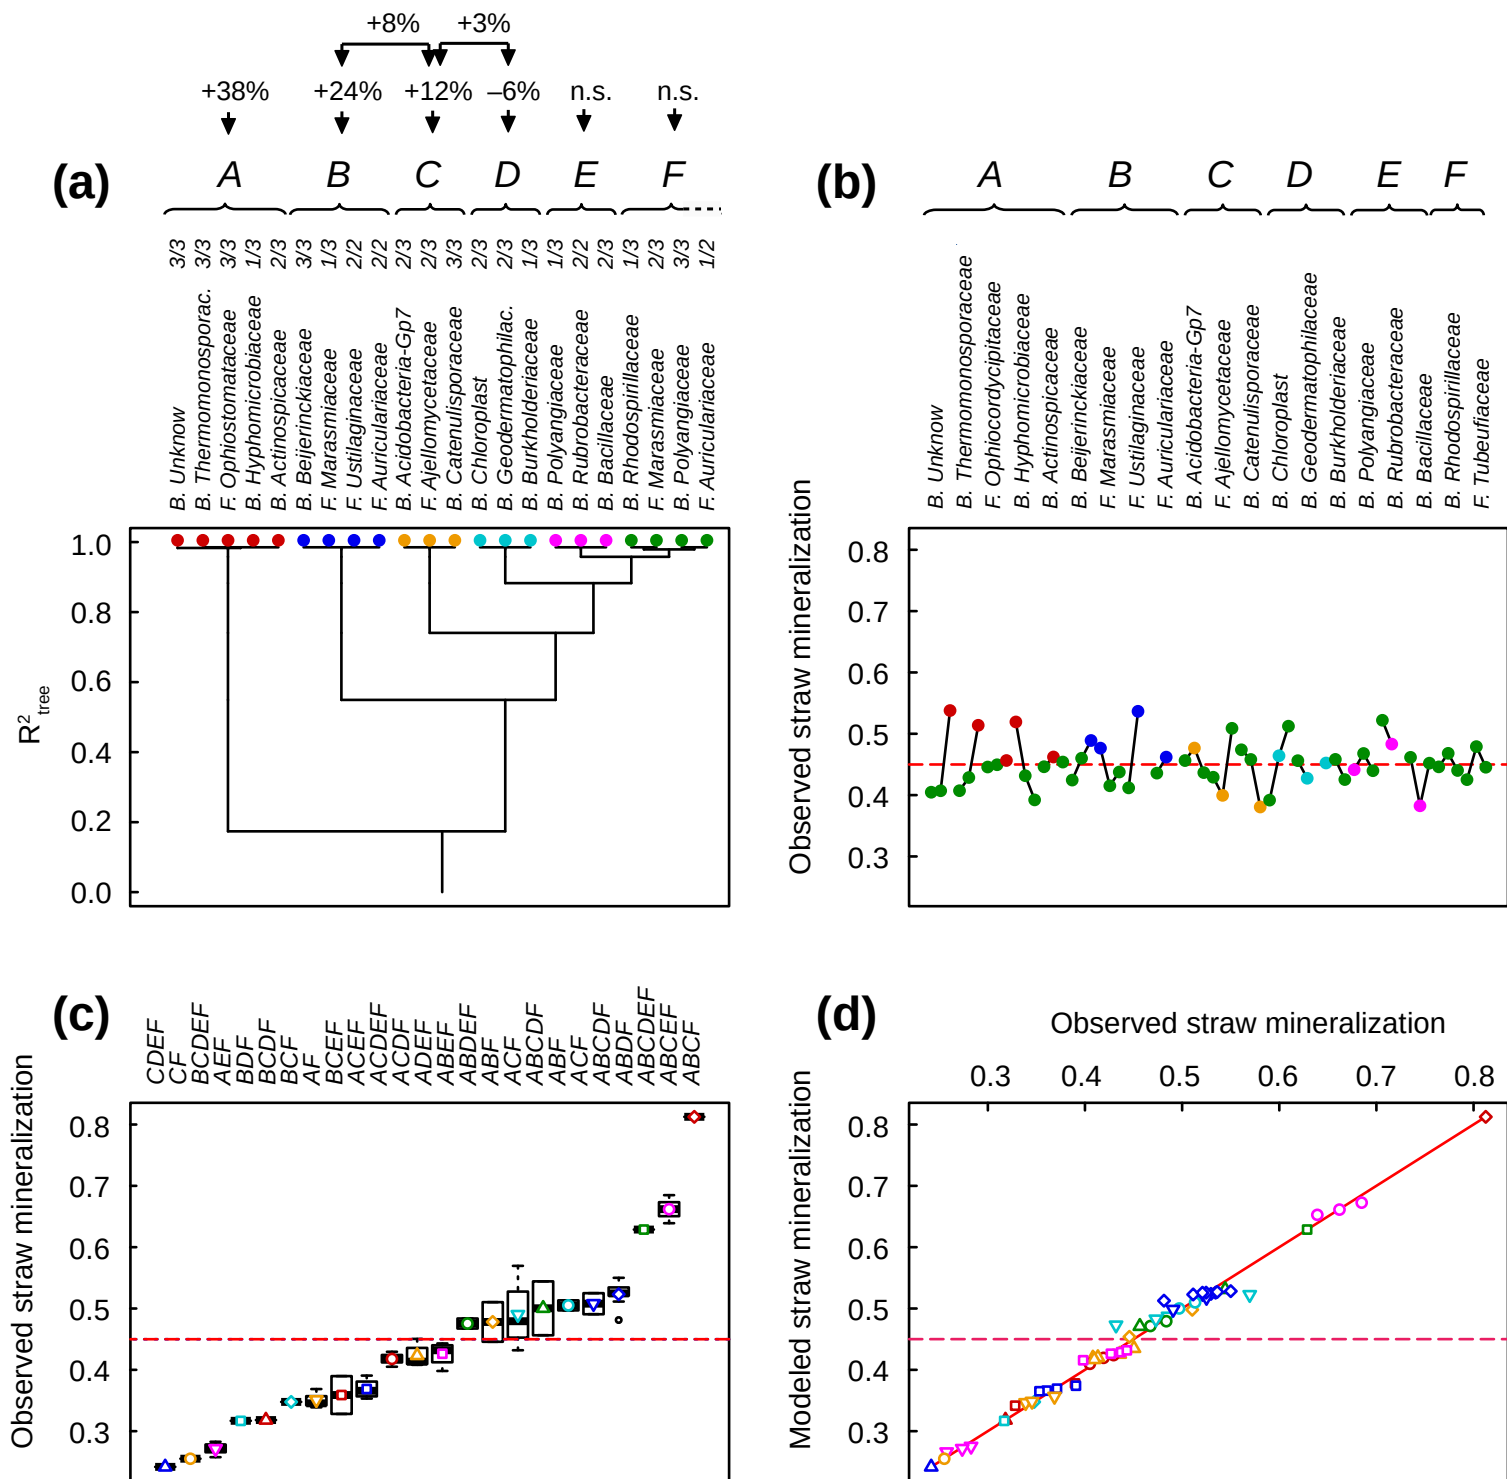 +8% +3%
+38% +24% +12% –6% n.s. n.s.
(a) A B C D E F
3/3 3/3 3/3 1/3 2/3 3/3 1/3 2/2 2/2 2/3 2/3 3/3 2/3 2/3 1/3 1/3 2/2 2/3 1/3 2/3 3/3 1/2
B. Unknow
B. Thermomonosporac.
F. Ophiostomataceae
B. Hyphomicrobiaceae
B. Actinospicaceae
B. Beijerinckiaceae
F. Marasmiaceae
F. Ustilaginaceae
F. Auriculariaceae
B. Acidobacteria-Gp7
F. Ajellomycetaceae
B. Catenulisporaceae
B. Chloroplast
B. Geodermatophilac.
B. Burkholderiaceae
B. Polyangiaceae
B. Rubrobacteraceae
B. Bacillaceae
B. Rhodospirillaceae
F. Marasmiaceae
B. Polyangiaceae
F. Auriculariaceae
R²tree
1.0
0.8
0.6
0.4
0.2
0.0
(b) A B C D E F
B. Unknow
B. Thermomonosporaceae
F. Ophiocordycipitaceae
B. Hyphomicrobiaceae
B. Actinospicaceae
B. Beijerinckiaceae
F. Marasmiaceae
F. Ustilaginaceae
F. Auriculariaceae
B. Acidobacteria-Gp7
F. Ajellomycetaceae
B. Catenulisporaceae
B. Chloroplast
B. Geodermatophilaceae
B. Burkholderiaceae
B. Polyangiaceae
B. Rubrobacteraceae
B. Bacillaceae
B. Rhodospirillaceae
F. Tubeufiaceae
Observed straw mineralization
0.8
0.7
0.6
0.5
0.4
0.3
(c)
CDEF
CF
BCDEF
AEF
BDF
BCDF
BCF
AF
BCEF
ACEF
ACDEF
ACDF
ADEF
ABEF
ABDEF
ABF
ACF
ABCDF
ABF
ACF
ABCDF
ABDF
ABCDEF
ABCEF
ABCF
Observed straw mineralization
0.8
0.7
0.6
0.5
0.4
0.3
(d)
Observed straw mineralization
0.3 0.4 0.5 0.6 0.7 0.8
Modeled straw mineralization
0.8
0.7
0.6
0.5
0.4
0.3